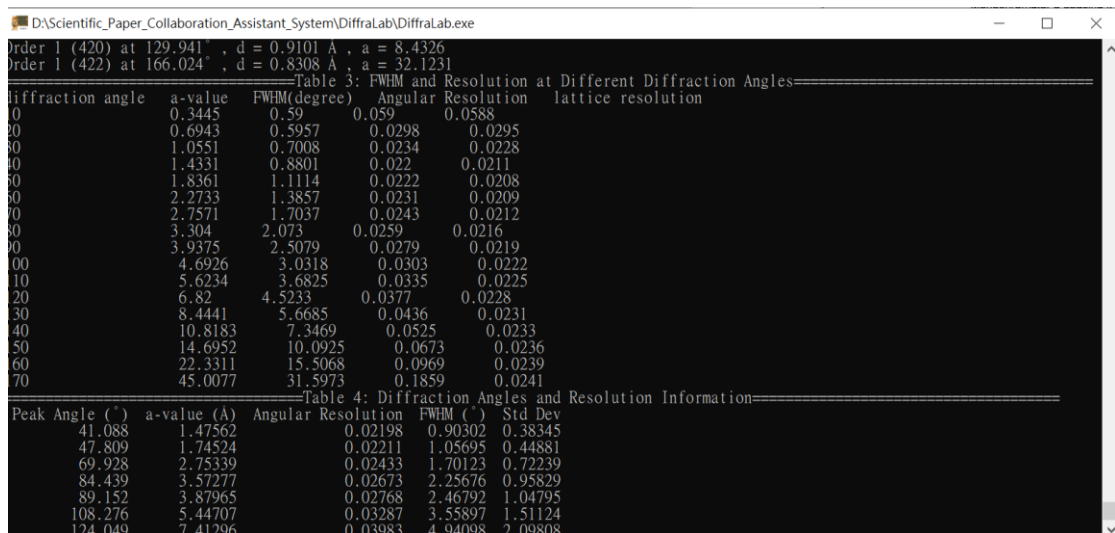 D:\Scientific_Paper_Collaboration_Assistant_System\DiffraLab\DiffraLab.exe
Order 1 (420) at 129.941° , d = 0.9101 Å , a = 8.4326
Order 1 (422) at 166.024° , d = 0.8308 Å , a = 32.1231
==================================Table 3: FWHM and Resolution at Different Diffraction Angles===================================
diffraction angle a-value FWHM(degree) Angular Resolution lattice resolution
10 0.3445 0.59 0.059 0.0588
20 0.6943 0.5957 0.0298 0.0295
30 1.0551 0.7008 0.0234 0.0228
40 1.4331 0.8801 0.022 0.0211
50 1.8361 1.1114 0.0222 0.0208
60 2.2733 1.3857 0.0231 0.0209
70 2.7571 1.7037 0.0243 0.0212
80 3.304 2.073 0.0259 0.0216
90 3.9375 2.5079 0.0279 0.0219
100 4.6926 3.0318 0.0303 0.0222
110 5.6234 3.6825 0.0335 0.0225
120 6.82 4.5233 0.0377 0.0228
130 8.4441 5.6685 0.0436 0.0231
140 10.8183 7.3469 0.0525 0.0233
150 14.6952 10.0925 0.0673 0.0236
160 22.3311 15.5068 0.0969 0.0239
170 45.0077 31.5973 0.1859 0.0241
===================================Table 4: Diffraction Angles and Resolution Information====================================
Peak Angle (°) a-value (Å) Angular Resolution FWHM (°) Std Dev
41.088 1.47562 0.02198 0.90302 0.38345
47.809 1.74524 0.02211 1.05695 0.44881
69.928 2.75339 0.02433 1.70123 0.72239
84.439 3.57277 0.02673 2.25676 0.95829
89.152 3.87965 0.02768 2.46792 1.04795
108.276 5.44707 0.03287 3.55897 1.51124
124.049 7.41296 0.03983 4.94098 2.09808